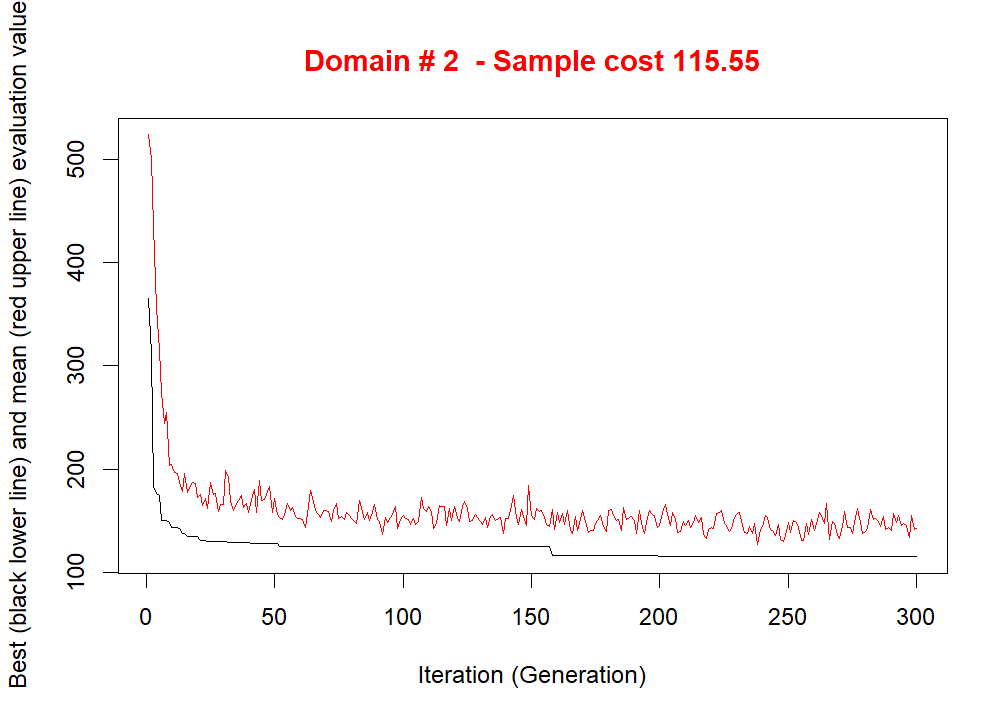 Domain # 2  - Sample cost 115.55
Best (black lower line) and mean (red upper line) evaluation value
500
400
300
200
100
0 50 100 150 200 250 300
Iteration (Generation)